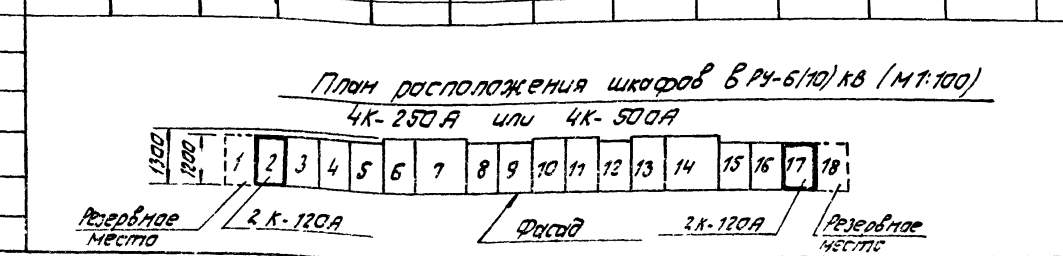 План расположения шкафов в РУ-6(10) кв (М1:100)
4К-250А или 4К-500А
1300 1200 1 2 3 4 5 6 7 8 9 10 11 12 13 14 15 16 17 18
Резервное место
2К-120А
Фасад
2К-120А
Резервное место